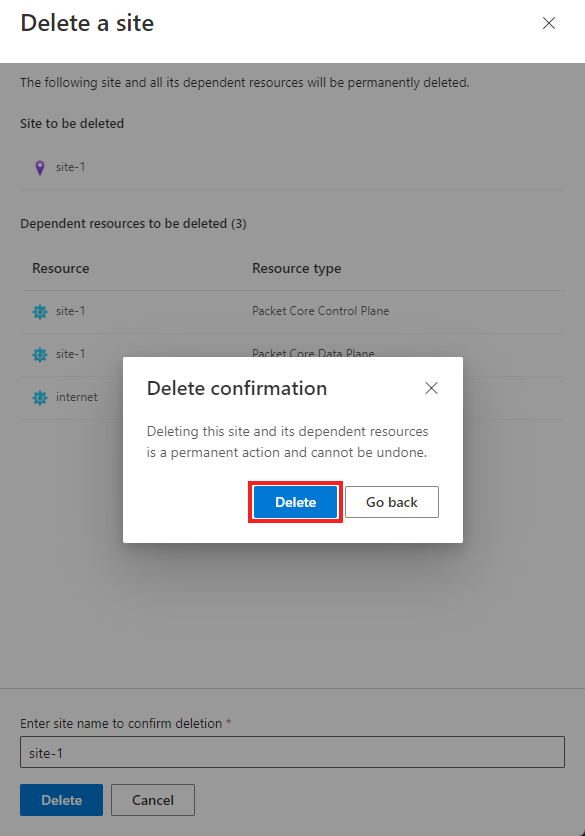 Delete a site
The following site and all its dependent resources will be permanently deleted.
Site to be deleted
site-1
Dependent resources to be deleted (3)
Resource Resource type
site-1 Packet Core Control Plane
site-1 Packet Core Data Plane
internet
Delete confirmation
Deleting this site and its dependent resources
is a permanent action and cannot be undone.
Delete Go back
Enter site name to confirm deletion *
site-1
Delete Cancel